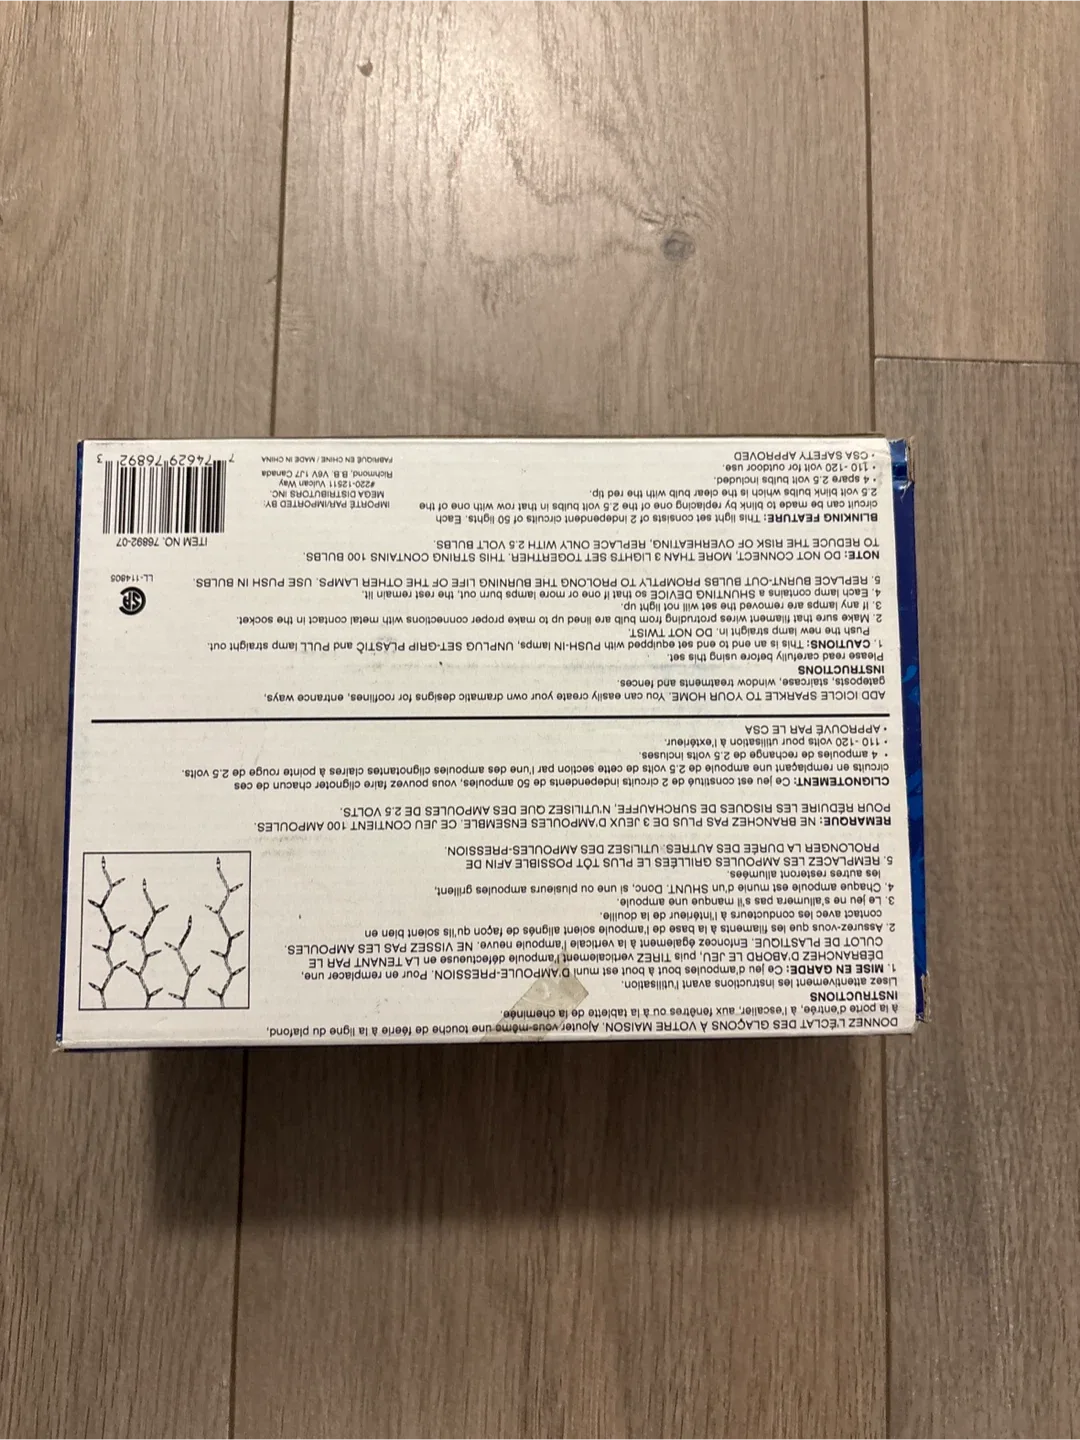 DONNEZ L'ÉCLAT DES GLAÇONS À VOTRE MAISON. Ajouter vous-même une touche de féerie à la ligne du plafond,
à la porte d'entrée, à l'escalier, aux fenêtres ou à la tablette de la cheminée.
INSTRUCTIONS
Lisez attentivement les instructions avant l'utilisation.
1. MISE EN GARDE: Ce jeu d'ampoules bout à bout est muni D'AMPOULE-PRESSION. Pour en remplacer une,
DÉBRANCHEZ D'ABORD LE JEU, puis TIREZ verticalement l'ampoule défectueuse en LA TENANT PAR LE
CULOT DE PLASTIQUE. Enfoncez également à la verticale l'ampoule neuve. NE VISSEZ PAS LES AMPOULES
2. Assurez-vous que les filaments à la base de l'ampoule soient alignés de façon qu'ils soient bien en
contact avec les conducteurs à l'intérieur de la douille.
3. Le jeu ne s'allumera pas s'il manque une ampoule.
4. Chaque ampoule est munie d'un SHUNT. Donc, si une ou plusieurs ampoules grillent,
les autres resteront allumées.
5. REMPLACEZ LES AMPOULES GRILLÉES LE PLUS TÔT POSSIBLE AFIN DE
PROLONGER LA DURÉE DES AUTRES. UTILISEZ DES AMPOULES-PRESSION.
REMARQUE: NE BRANCHEZ PAS PLUS DE 3 JEUX D'AMPOULES ENSEMBLE. CE JEU CONTIENT 100 AMPOULES.
POUR RÉDUIRE LES RISQUES DE SURCHAUFFE, N'UTILISEZ QUE DES AMPOULES DE 2.5 VOLTS.
CLIGNOTEMENT: Ce jeu est constitué de 2 circuits independents de 50 ampoules, vous pouvez faire clignoter chacun de ces
circuits en remplaçant une ampoule de 2.5 volts de cette section par l'une des ampoules clignotantes claires à pointe rouge de 2.5 volts.
• 4 ampoules de rechange de 2.5 volts incluses.
• 110 -120 volts pour utilisation à l'extérieur.
• APPROUVÉ PAR LE CSA
ADD ICICLE SPARKLE TO YOUR HOME. You can easily create your own dramatic designs for rooflines, entrance ways,
gateposts, staircase, window treatments and fences.
INSTRUCTIONS
Please read carefully before using this set.
1. CAUTIONS: This is an end to end set equipped with PUSH-IN lamps, UNPLUG SET-GRIP PLASTIC and PULL lamp straight out.
Push the new lamp straight in. DO NOT TWIST.
2. Make sure that filament wires protruding from bulb are lined up to make proper connections with metal contact in the socket.
3. If any lamps are removed the set will not light up.
4. Each lamp contains a SHUNTING DEVICE so that if one or more lamps burn out, the rest remain lit.
5. REPLACE BURNT-OUT BULBS PROMPTLY TO PROLONG THE BURNING LIFE OF THE OTHER LAMPS. USE PUSH IN BULBS.
NOTE: DO NOT CONNECT, MORE THAN 3 LIGHTS SET TOGERTHER. THIS STRING CONTAINS 100 BULBS.
TO REDUCE THE RISK OF OVERHEATING, REPLACE ONLY WITH 2.5 VOLT BULBS.
BLINKING FEATURE: This light set consists of 2 independent circuits of 50 lights. Each
circuit can be made to blink by replacing one of the 2.5 volt bulbs in that row with one of the
2.5 volt blink bulbs which is the clear bulb with the red tip.
• 4 spare 2.5 volt bulbs included.
• 110 -120 volt for outdoor use.
• CSA SAFETY APPROVED
LL-114805
IMPORTÉ PAR/IMPORTED BY:
MEGA DISTRIBUTORS INC.
#220-12511 Vulcan Way
Richmond, B.B. V6V 1J7 Canada
FABRIQUÉ EN CHINE / MADE IN CHINA
ITEM NO. 76892-07
7 74629 76892 3